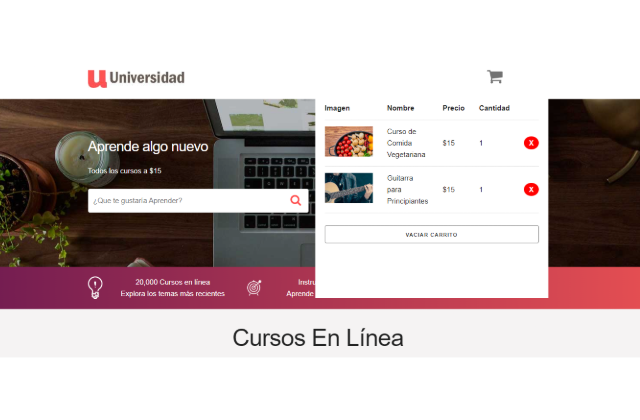 Universidad
Imagen Nombre Precio Cantidad
Curso de
Comida
Vegetariana
$15 1 X
Guitarra
para
Principiantes
$15 1 X
VACIAR CARRITO
Aprende algo nuevo
Todos los cursos a $15
¿Que te gustaría Aprender?
20,000 Cursos en línea
Explora los temas más recientes
Instru
Aprende
Cursos En Línea